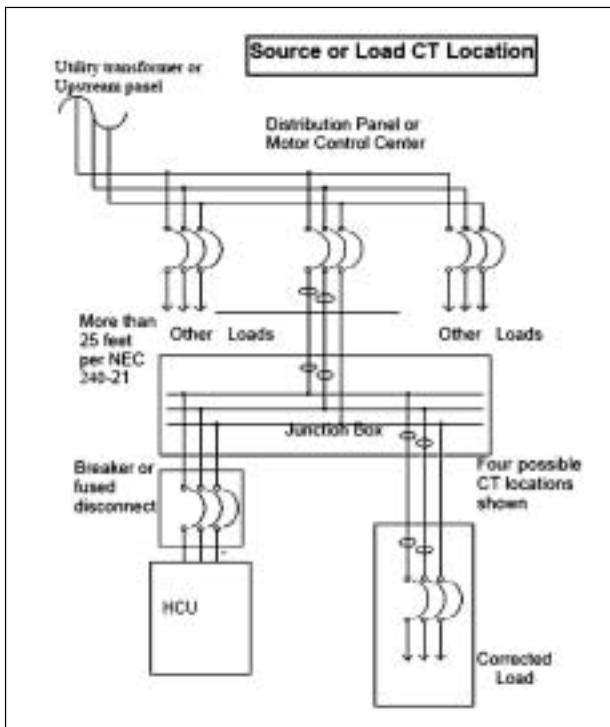 Source or Load CT Location
Utility transformer or
Upstream panel
Distribution Panel or
Motor Control Center
More than
25 feet
per NEC
240-21
Other Loads
Other Loads
Junction Box
Breaker or
fused
disconnect
Four possible
CT locations
shown
HCU
Corrected
Load